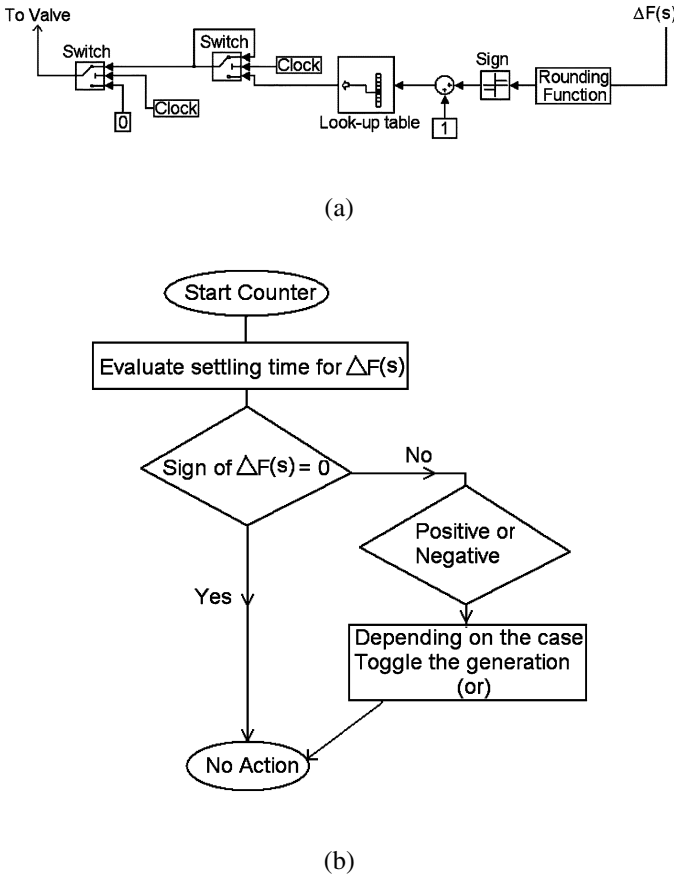 To Valve
ΔF(s)
Switch
Switch
Clock
Sign
Rounding
Function
Clock
0
Look-up table
1
(a)
Start Counter
Evaluate settling time for △F(s)
Sign of △F(s) = 0
No
Positive or
Negative
Yes
Depending on the case
Toggle the generation
(or)
No Action
(b)